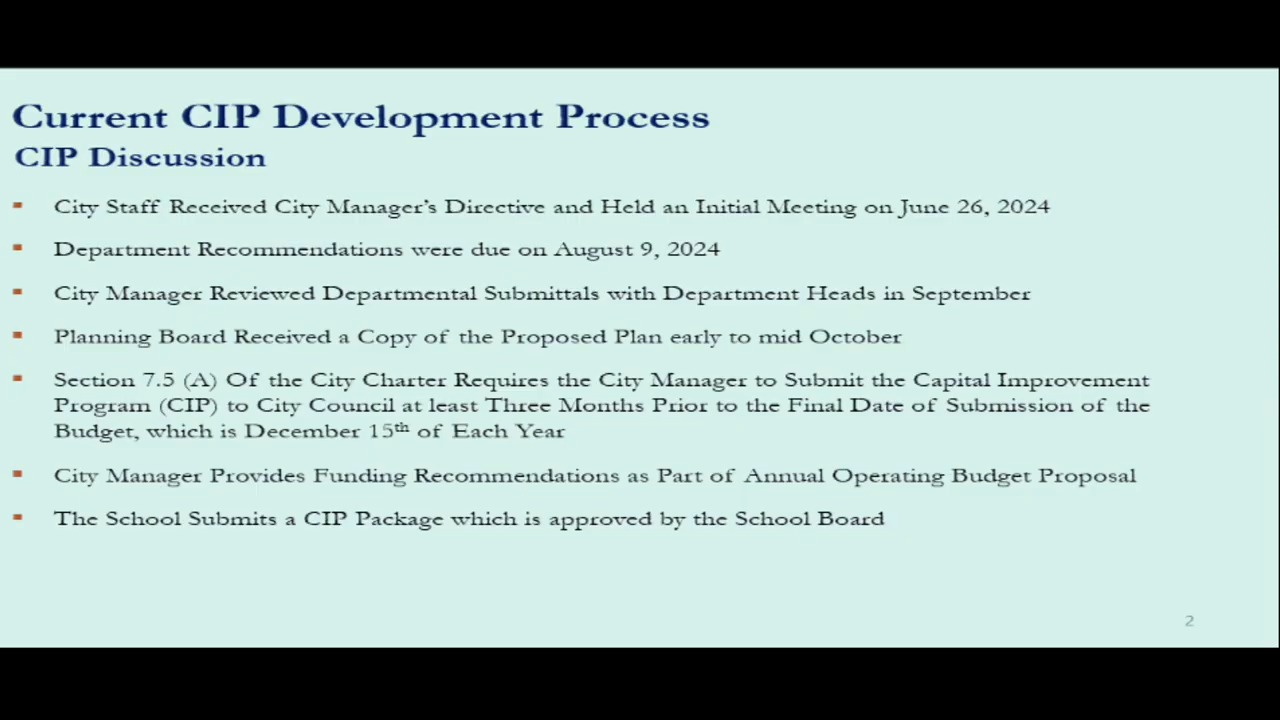 Current CIP Development Process
CIP Discussion
▪ City Staff Received City Manager's Directive and Held an Initial Meeting on June 26, 2024
▪ Department Recommendations were due on August 9, 2024
▪ City Manager Reviewed Departmental Submittals with Department Heads in September
▪ Planning Board Received a Copy of the Proposed Plan early to mid October
▪ Section 7.5 (A) Of the City Charter Requires the City Manager to Submit the Capital Improvement
Program (CIP) to City Council at least Three Months Prior to the Final Date of Submission of the
Budget, which is December 15th of Each Year
▪ City Manager Provides Funding Recommendations as Part of Annual Operating Budget Proposal
▪ The School Submits a CIP Package which is approved by the School Board
2